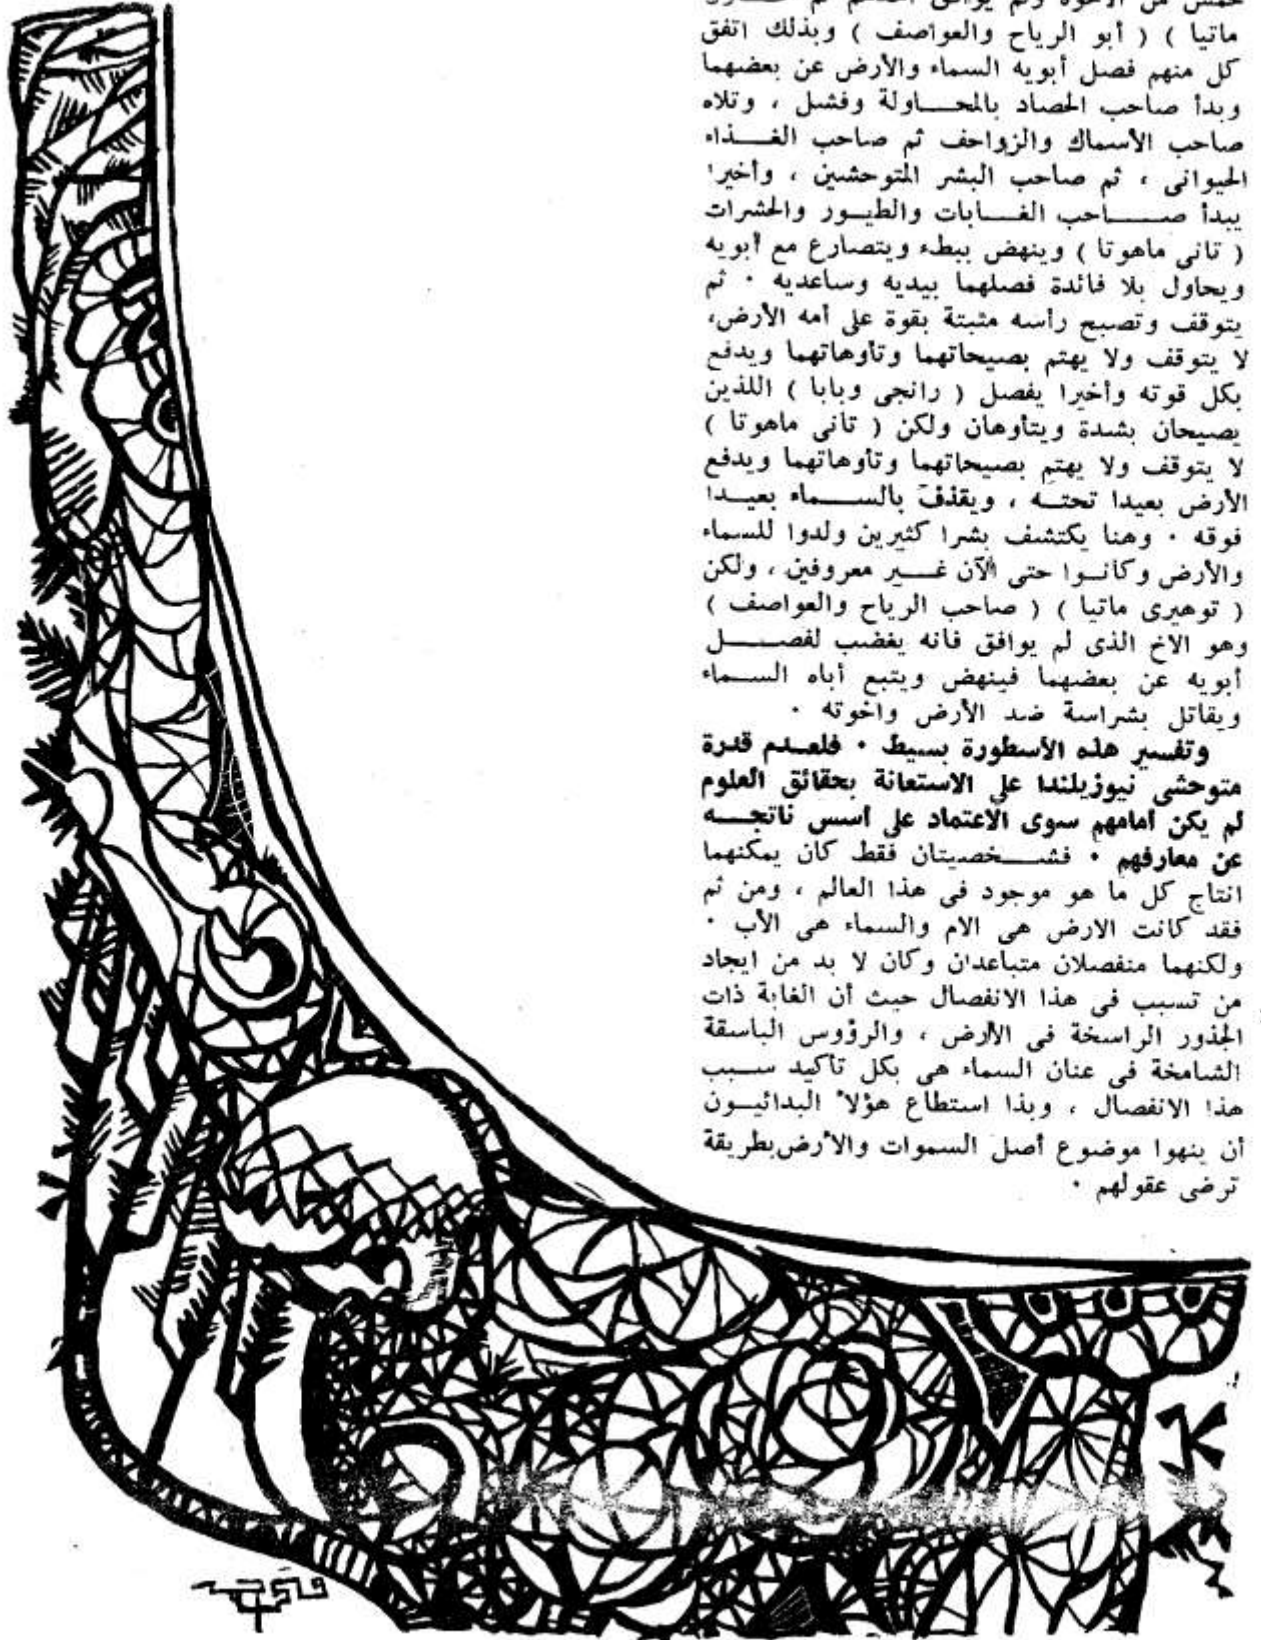 خمس من الاخوة ولم يوافق
ماتيا ) ( أبو الرياح والعواصف ) وبذلك اتفق
كل منهم فصل أبويه السماء والأرض عن بعضهما
وبدأ صاحب الحصاد بالمحاولة وفشل ، وتلاه
صاحب الأسماك والزواحف ثم صاحب الغذاء
الحيوانى ، ثم صاحب البشر المتوحشين ، وأخيرا
يبدأ صاحب الغابات والطيور والحشرات
( تانى ماهوتا ) وينهض ببطء ويتصارع مع أبويه
ويحاول بلا فائدة فصلهما بيديه وساعديه . ثم
يتوقف وتصبح رأسه مثبتة بقوة على أمه الأرض،
لا يتوقف ولا يهتم بصيحاتهما وتأوهاتهما ويدفع
بكل قوته وأخيرا يفصل ( رانجى وبابا ) اللذين
يصيحان بشدة ويتأوهان ولكن ( تانى ماهوتا )
لا يتوقف ولا يهتم بصيحاتهما وتأوهاتهما ويدفع
الأرض بعيدا تحته ، ويقذف بالسماء بعيدا
فوقه . وهنا يكتشف بشرا كثيرين ولدوا للسماء
والأرض وكانوا حتى الآن غير معروفين ، ولكن
( توهيرى ماتيا ) ( صاحب الرياح والعواصف )
وهو الاخ الذى لم يوافق فانه يغضب لفصل
أبويه عن بعضهما فينهض ويتبع أباه السماء
ويقاتل بشراسة ضد الأرض واخوته .
وتفسير هذه الأسطورة بسيط . فلعدم قدرة
متوحشى نيوزيلندا على الاستعانة بحقائق العلوم
لم يكن أمامهم سوى الاعتماد على أسس ناتجه
عن معارفهم . فشخصيتان فقط كان يمكنهما
انتاج كل ما هو موجود فى هذا العالم ، ومن ثم
فقد كانت الارض هى الام والسماء هى الأب .
ولكنهما منفصلان متباعدان وكان لا بد من ايجاد
من تسبب فى هذا الانفصال حيث أن الغابة ذات
الجذور الراسخة فى الأرض ، والرؤوس الباسقة
الشامخة فى عنان السماء هى بكل تأكيد سبب
هذا الانفصال ، وبذا استطاع هؤلاء البدائيون
أن ينهوا موضوع أصل السموات والأرض بطريقة
ترضى عقولهم .